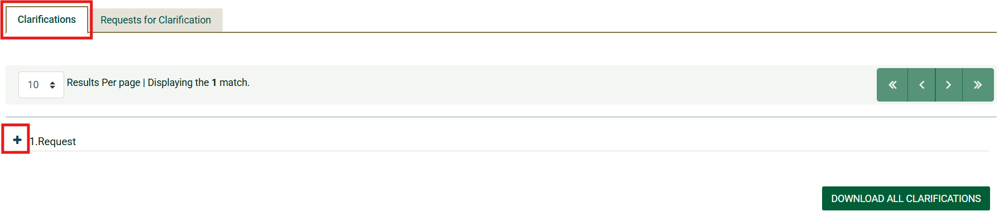 Clarifications
Requests for Clarification
10
Results Per page | Displaying the 1 match.
1.Request
DOWNLOAD ALL CLARIFICATIONS